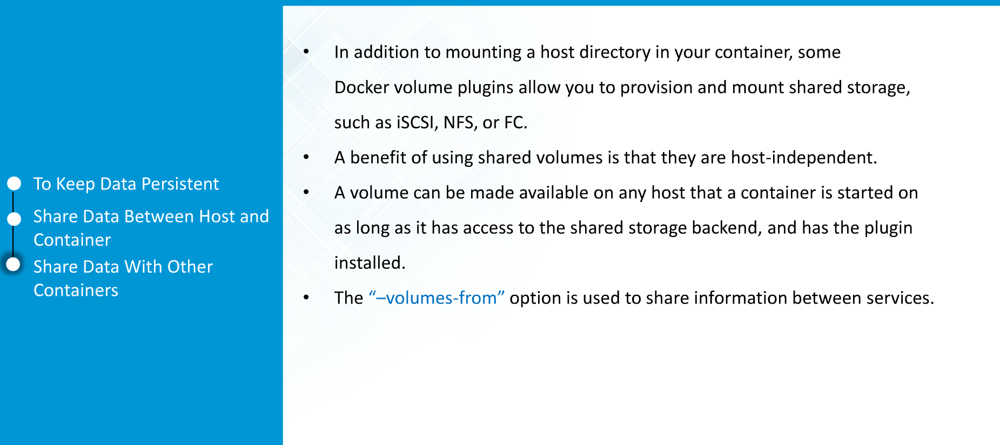 To Keep Data Persistent
Share Data Between Host and
Container
Share Data With Other
Containers
• In addition to mounting a host directory in your container, some
Docker volume plugins allow you to provision and mount shared storage,
such as iSCSI, NFS, or FC.
• A benefit of using shared volumes is that they are host-independent.
• A volume can be made available on any host that a container is started on
as long as it has access to the shared storage backend, and has the plugin
installed.
• The “–volumes-from” option is used to share information between services.